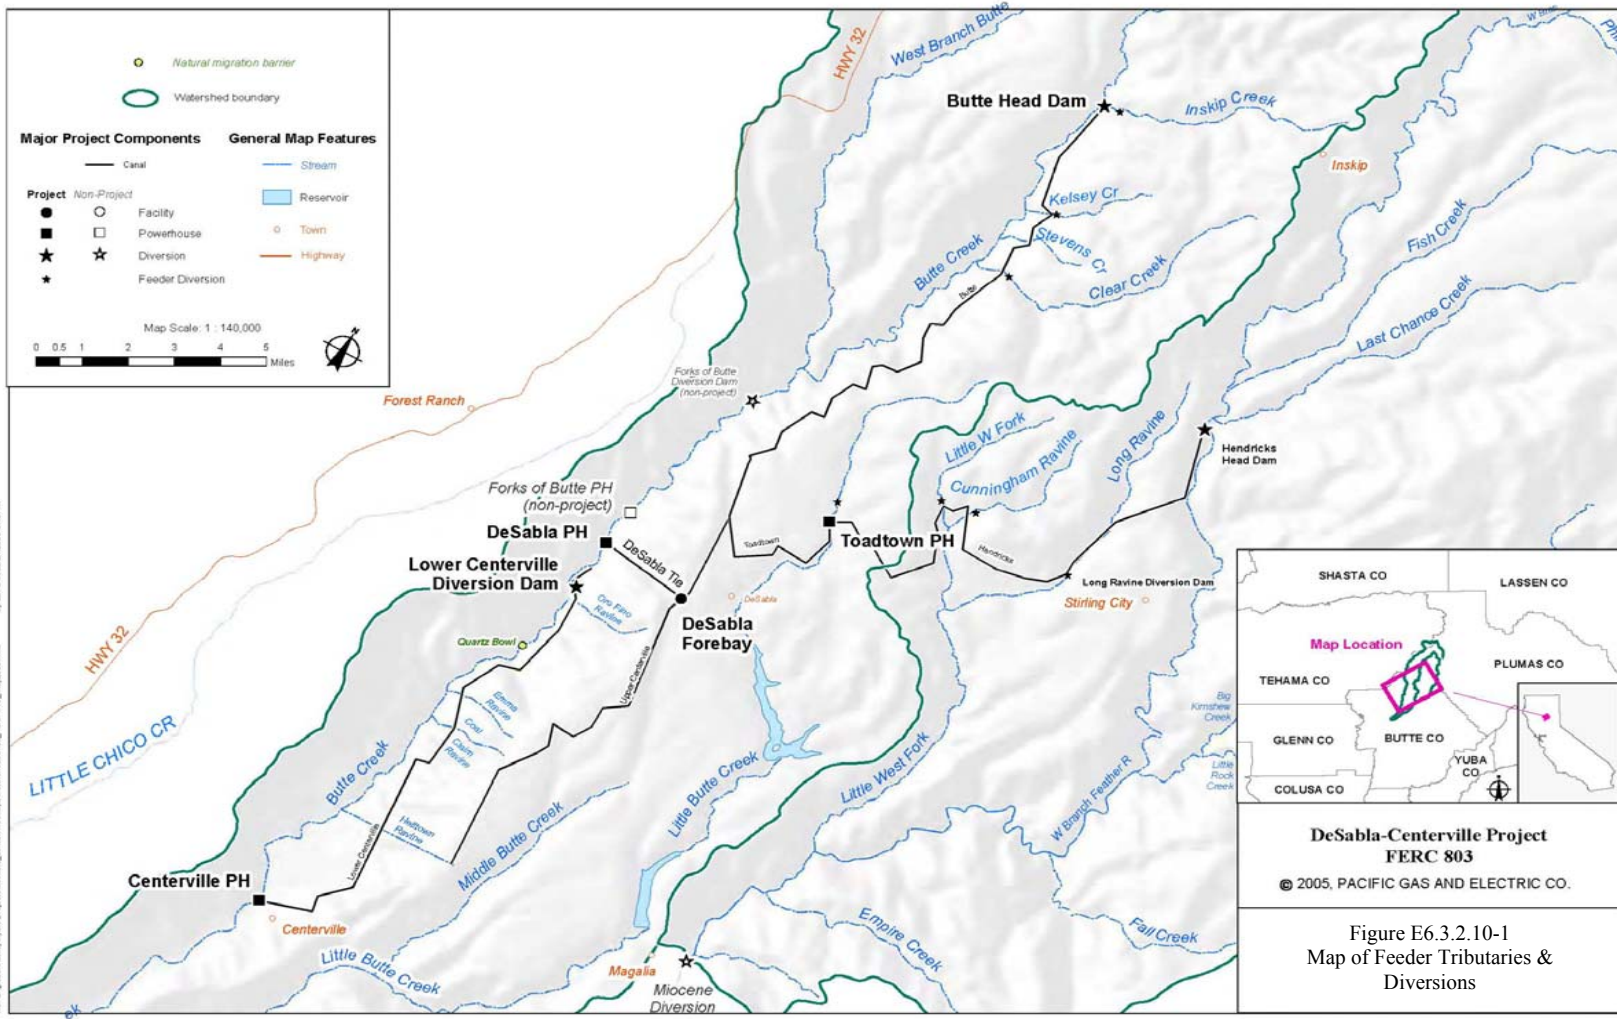 Natural migration barrier
Watershed boundary
Major Project Components
General Map Features
Canal
Stream
Project Non-Project
Reservoir
Facility
Town
Powerhouse
Highway
Diversion
Feeder Diversion
Map Scale: 1 : 140,000
0 0.5 1 2 3 4 5
Miles
N
HWY 32
West Branch Butte
W Bran
Butte Head Dam
Inskip Creek
Inskip
Kelsey Cr
Stevens Cr
Clear Creek
Butte Creek
Butte
Fish Creek
Last Chance Creek
Forks of Butte
Diversion Dam
(non-project)
Forest Ranch
Little W Fork
Cunningham Ravine
Long Ravine
Hendricks
Head Dam
Forks of Butte PH
(non-project)
DeSabla PH
DeSabla Tie
Toadtown
Toadtown PH
Hendricks
Long Ravine Diversion Dam
Stirling City
Lower Centerville
Diversion Dam
Oro Fino
Ravine
DeSabla
DeSabla
Forebay
Quartz Bowl
Upper Centerville
HWY 32
LITTLE CHICO CR
Emma
Ravine
Coal
Claim
Ravine
Butte Creek
Helltown
Ravine
Lower Centerville
Middle Butte Creek
Little Butte Creek
Little West Fork
W Branch Feather R
Big
Kimshew
Creek
Little
Rock
Creek
Centerville PH
Centerville
Little Butte Creek
ek
Magalia
Miocene
Diversion
Empire Creek
Fall Creek
SHASTA CO
LASSEN CO
Map Location
TEHAMA CO
PLUMAS CO
GLENN CO
BUTTE CO
YUBA
CO
COLUSA CO
DeSabla-Centerville Project
FERC 803
© 2005, PACIFIC GAS AND ELECTRIC CO.
Figure E6.3.2.10-1
Map of Feeder Tributaries &
Diversions